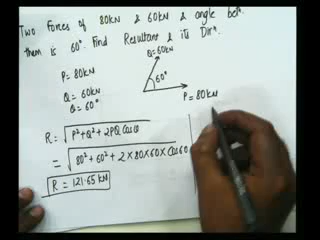 Two Forces of 80kN & 60kN & angle betn
them is 60°. Find Resultant & its Dirn.
Q=60kN
P=80kN
Q=60kN
60°
Q=60°
P=80kN
R=√P²+Q²+2PQ Cosθ
=√80²+60²+2×80×60×Cos60
R = 121.65 kN